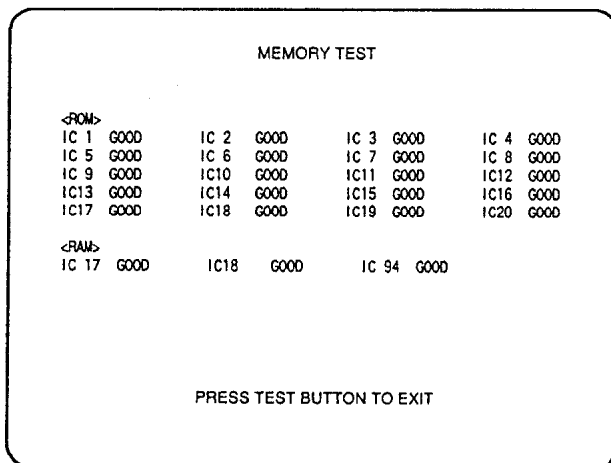 MEMORY TEST
<ROM>
IC 1 GOOD IC 2 GOOD IC 3 GOOD IC 4 GOOD
IC 5 GOOD IC 6 GOOD IC 7 GOOD IC 8 GOOD
IC 9 GOOD IC10 GOOD IC11 GOOD IC12 GOOD
IC13 GOOD IC14 GOOD IC15 GOOD IC16 GOOD
IC17 GOOD IC18 GOOD IC19 GOOD IC20 GOOD
<RAM>
IC 17 GOOD IC18 GOOD IC 94 GOOD
PRESS TEST BUTTON TO EXIT